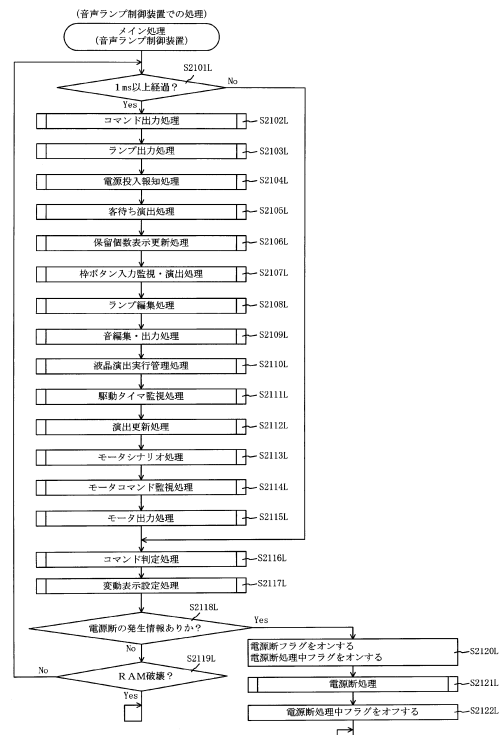 (音声ランプ制御装置での処理)
メイン処理
(音声ランプ制御装置)
S2101L
1ms以上経過?
No
Yes
コマンド出力処理
S2102L
ランプ出力処理
S2103L
電源投入報知処理
S2104L
客待ち演出処理
S2105L
保留個数表示更新処理
S2106L
枠ボタン入力監視・演出処理
S2107L
ランプ編集処理
S2108L
音編集・出力処理
S2109L
液晶演出実行管理処理
S2110L
駆動タイマ監視処理
S2111L
演出更新処理
S2112L
モータシナリオ処理
S2113L
モータコマンド監視処理
S2114L
モータ出力処理
S2115L
コマンド判定処理
S2116L
変動表示設定処理
S2117L
S2118L
電源断の発生情報ありか?
Yes
No
S2119L
No
RAM破壊?
Yes
電源断フラグをオンする
電源断処理中フラグをオンする
S2120L
電源断処理
S2121L
電源断処理中フラグをオフする
S2122L